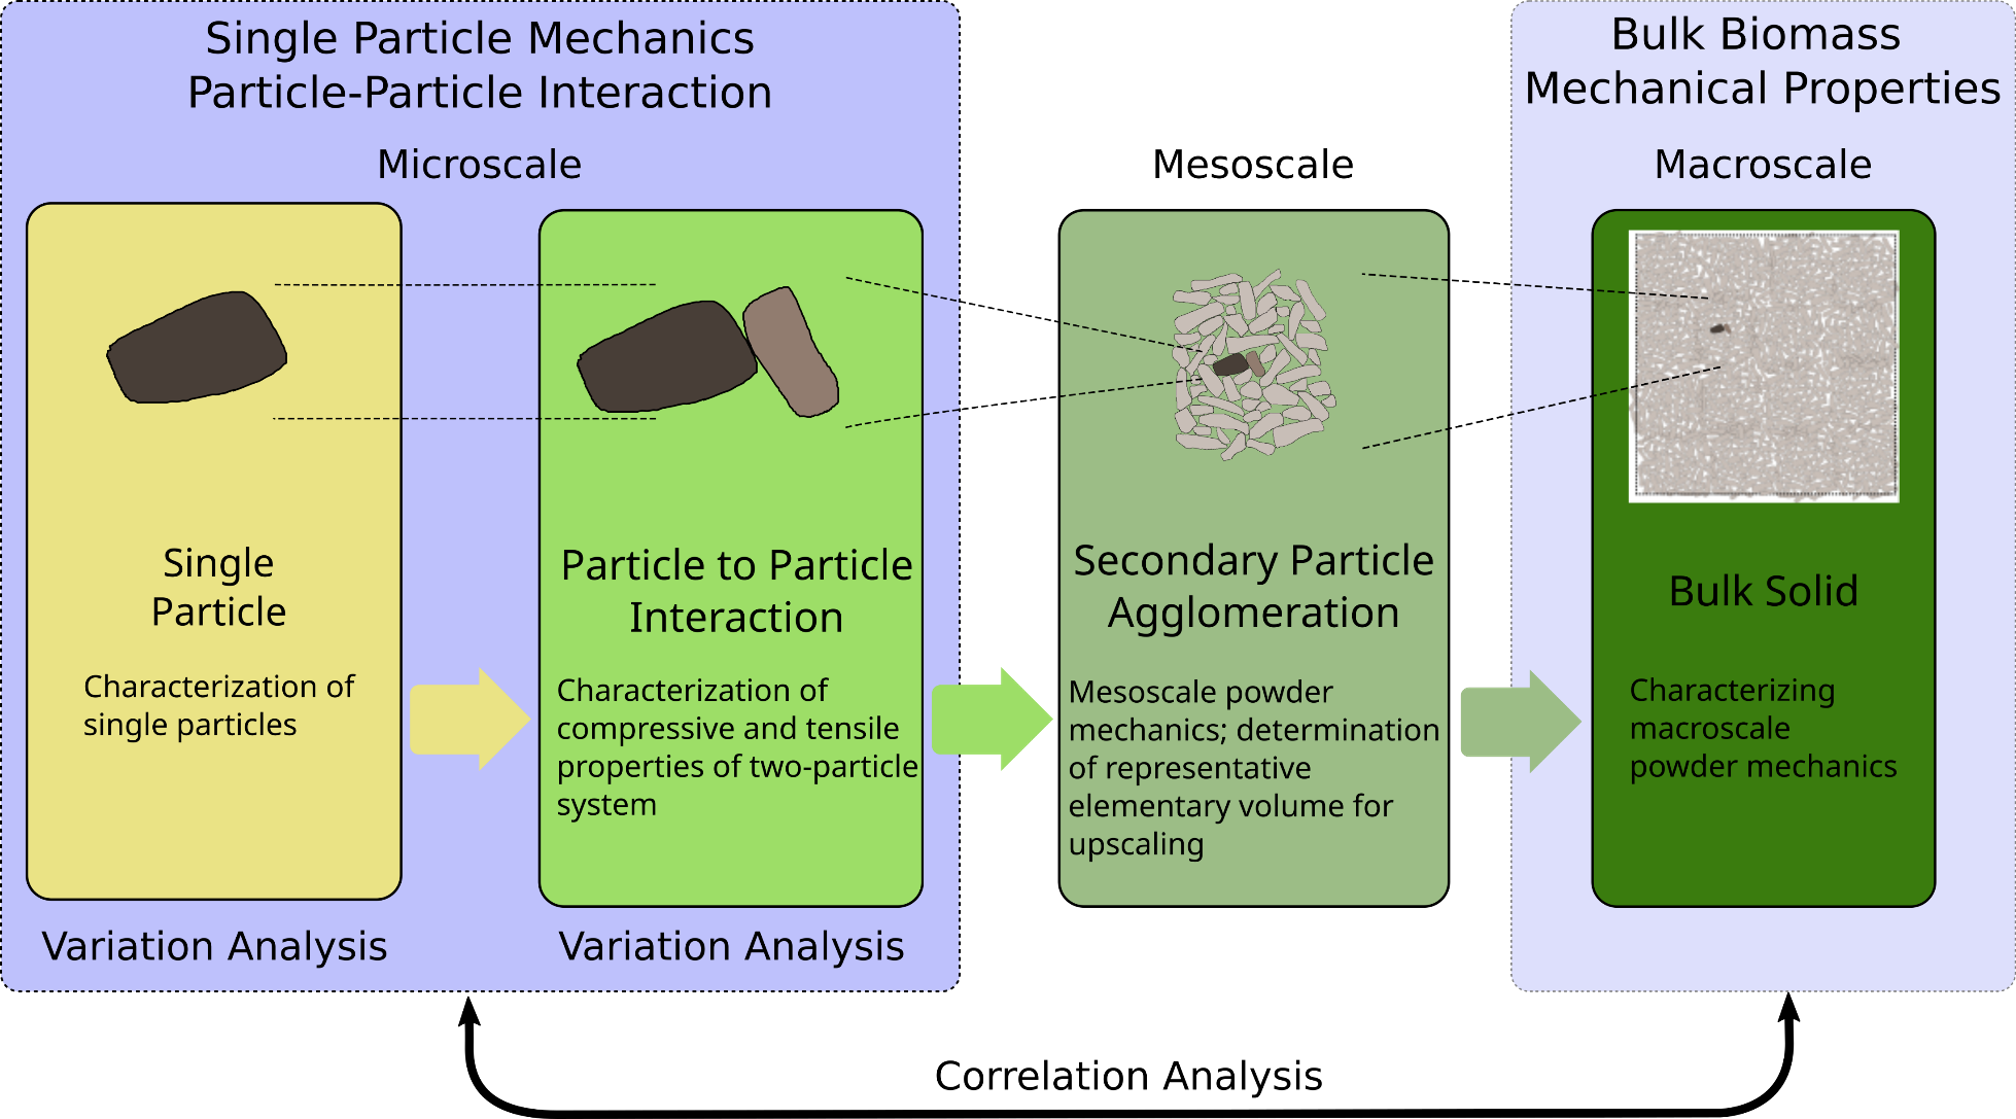 Single Particle Mechanics
Particle-Particle Interaction
Microscale
Single
Particle
Characterization of
single particles
Variation Analysis
Particle to Particle
Interaction
Characterization of
compressive and tensile
properties of two-particle
system
Variation Analysis
Mesoscale
Secondary Particle
Agglomeration
Mesoscale powder
mechanics; determination
of representative
elementary volume for
upscaling
Bulk Biomass
Mechanical Properties
Macroscale
Bulk Solid
Characterizing
macroscale
powder mechanics
Correlation Analysis